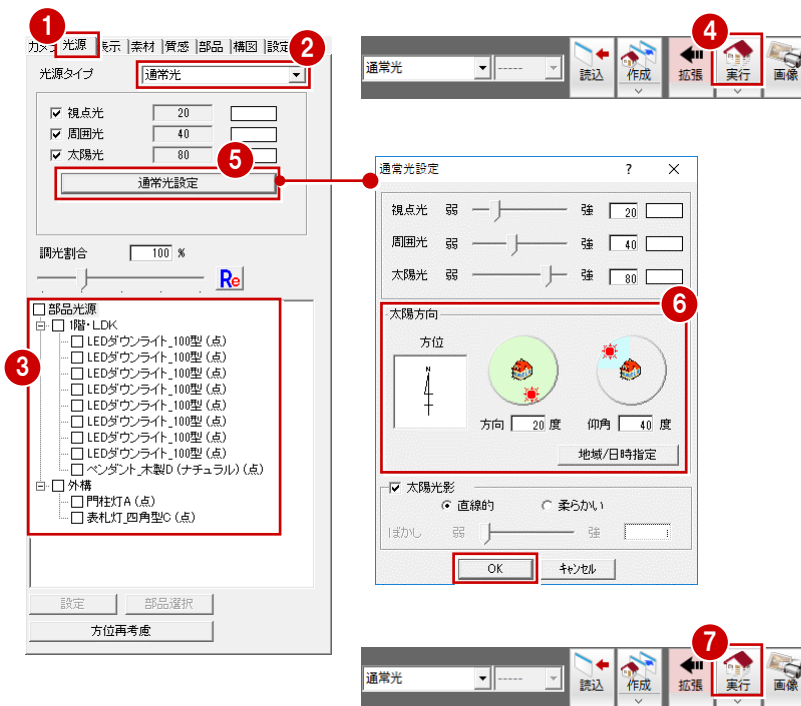 1
カメラ 光源 表示 素材 質感 部品 構図 設定
2
光源タイプ 通常光
視点光 20
周囲光 40
太陽光 80
5
通常光設定
調光割合 100 %
Re
3
部品光源
1階・LDK
LEDダウンライト_100型 (点)
LEDダウンライト_100型 (点)
LEDダウンライト_100型 (点)
LEDダウンライト_100型 (点)
LEDダウンライト_100型 (点)
LEDダウンライト_100型 (点)
LEDダウンライト_100型 (点)
LEDダウンライト_100型 (点)
ペンダント_木製D (ナチュラル) (点)
外構
門柱灯A (点)
表札灯_四角型C (点)
設定 部品選択
方位再考慮
4
通常光 ----- 読込 作成 拡張 実行 画像
通常光設定 ? ×
視点光 弱 強 20
周囲光 弱 強 40
太陽光 弱 強 80
6
太陽方向
方位
N
方向 20 度 仰角 40 度
地域/日時指定
太陽光影
直線的 柔らかい
ぼかし 弱 強 1
OK キャンセル
7
通常光 ----- 読込 作成 拡張 実行 画像